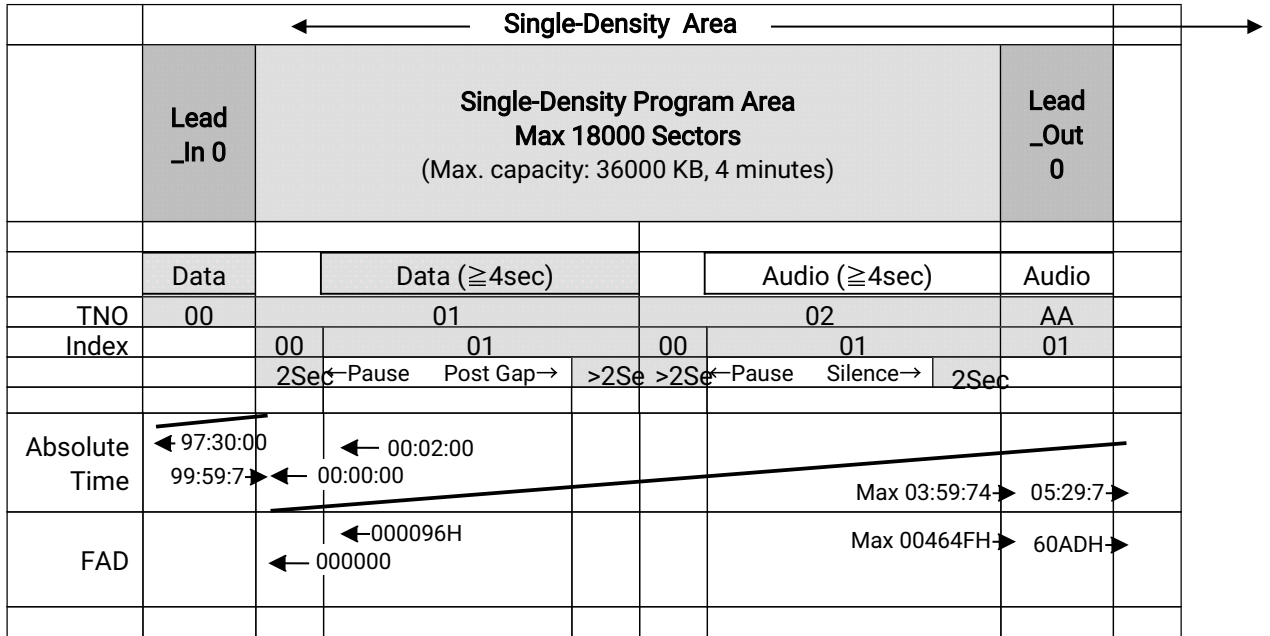 Single-Density Area
Lead
_In 0
Single-Density Program Area
Max 18000 Sectors
(Max. capacity: 36000 KB, 4 minutes)
Lead
_Out
0
Data Data (≧4sec) Audio (≧4sec) Audio
TNO 00 01 02 AA
Index 00 01 00 01 01
2Sec ←Pause Post Gap→ >2Se >2Se ←Pause Silence→ 2Sec
Absolute
Time
97:30:00 00:02:00
99:59:7 00:00:00
Max 03:59:74 05:29:7
FAD
000096H
000000
Max 00464FH 60ADH